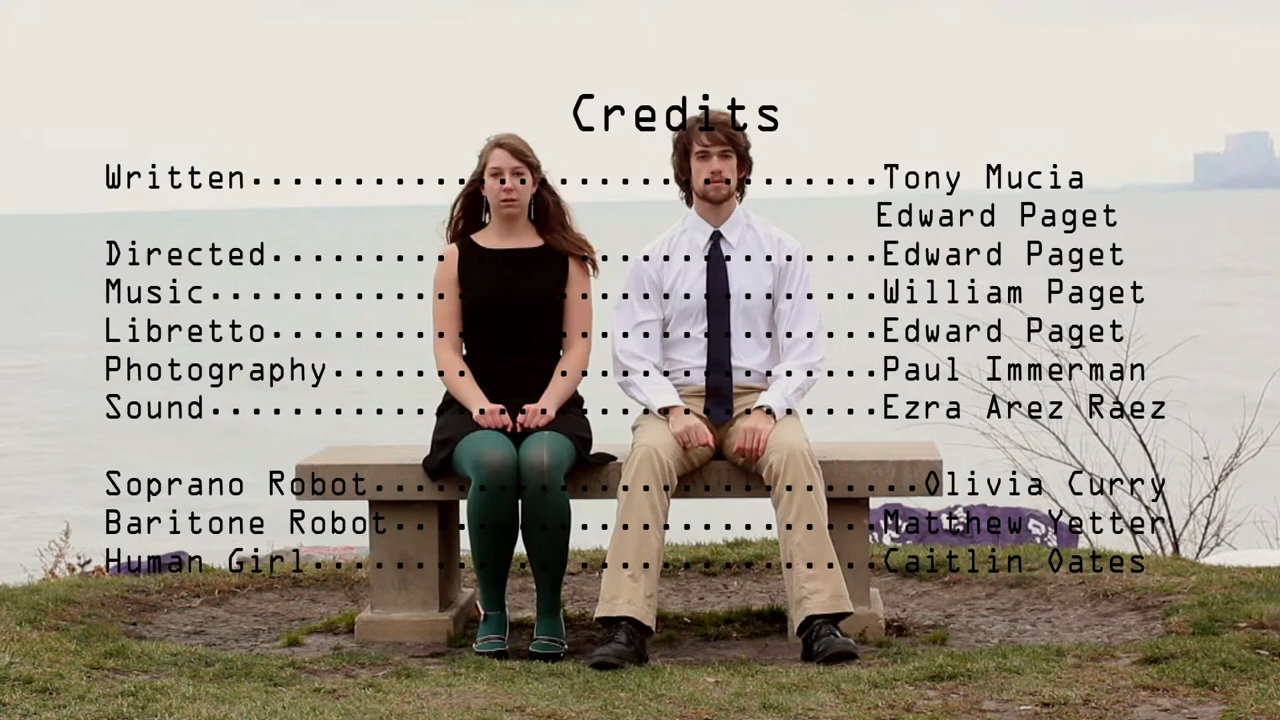 Credits
Written...............................Tony Mucia
Edward Paget
Directed..............................Edward Paget
Music.................................William Paget
Libretto..............................Edward Paget
Photography...........................Paul Immerman
Sound.................................Ezra Arez Raez
Soprano Robot...........................Olivia Curry
Baritone Robot........................Matthew Yetter
Human Girl............................Caitlin Oates